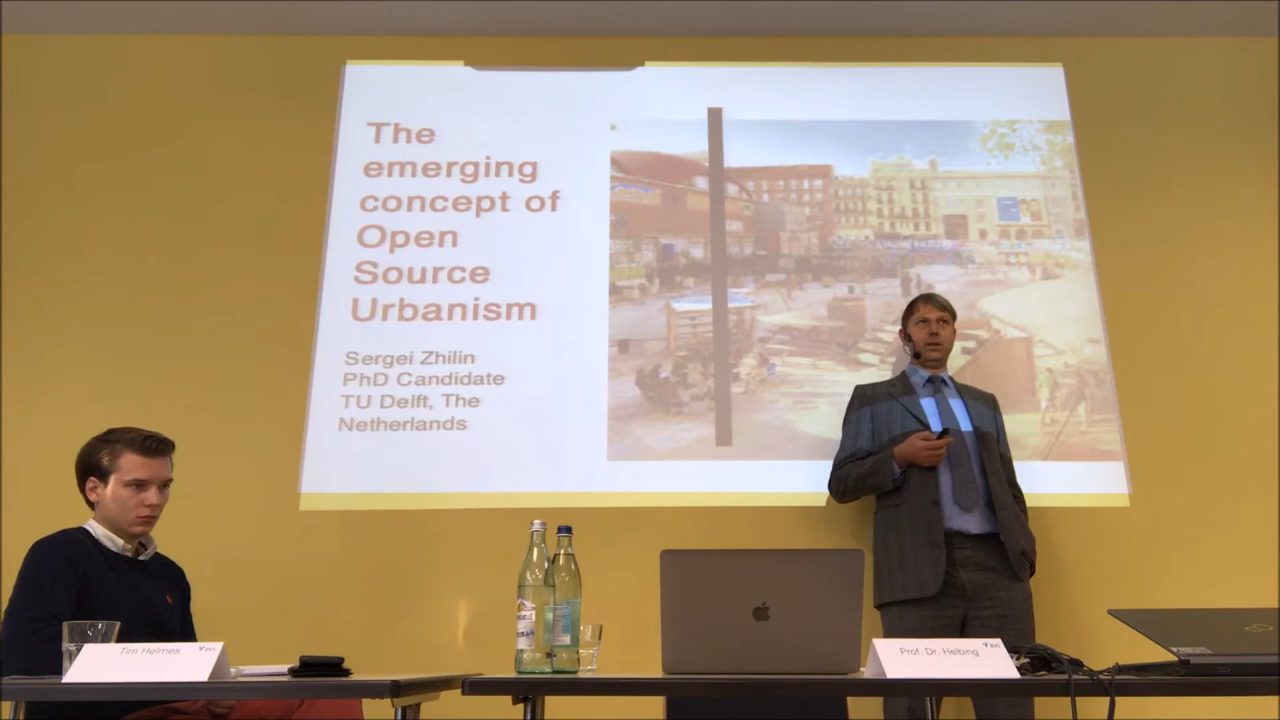 The
emerging
concept of
Open
Source
Urbanism
Sergei Zhilin
PhD Candidate
TU Delft, The
Netherlands
Tim Helmes
Prof. Dr. Helbing